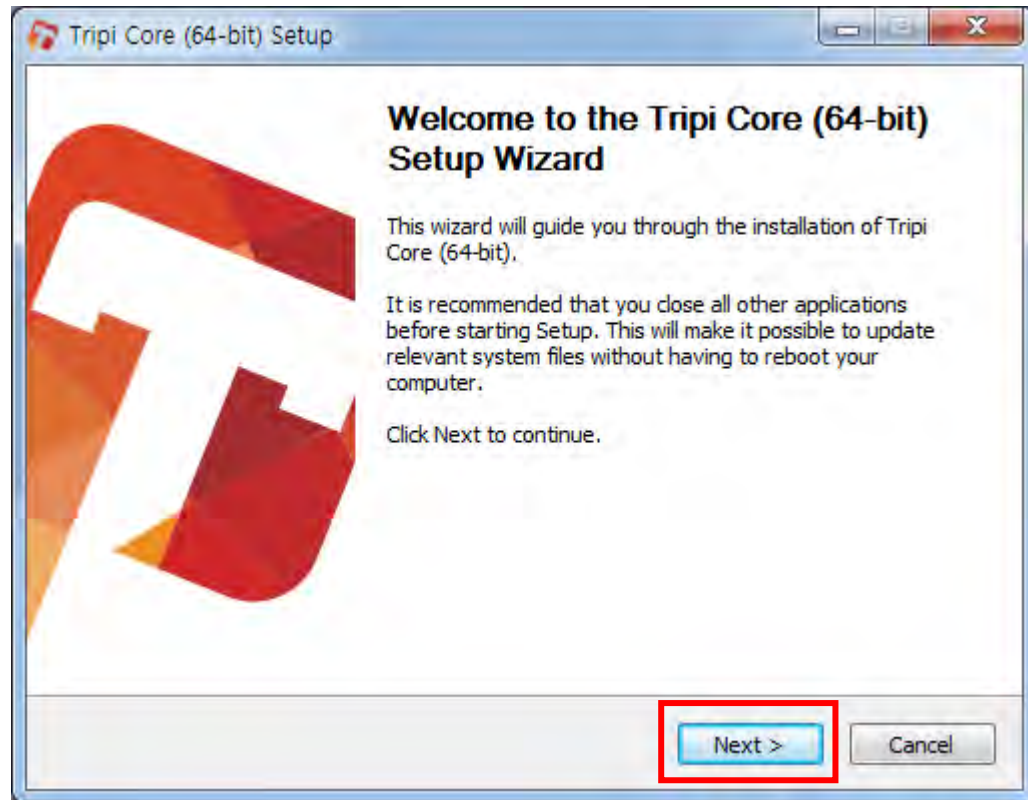 Tripi Core (64-bit) Setup
Welcome to the Tripi Core (64-bit)
Setup Wizard
This wizard will guide you through the installation of Tripi
Core (64-bit).
It is recommended that you close all other applications
before starting Setup. This will make it possible to update
relevant system files without having to reboot your
computer.
Click Next to continue.
Next >
Cancel